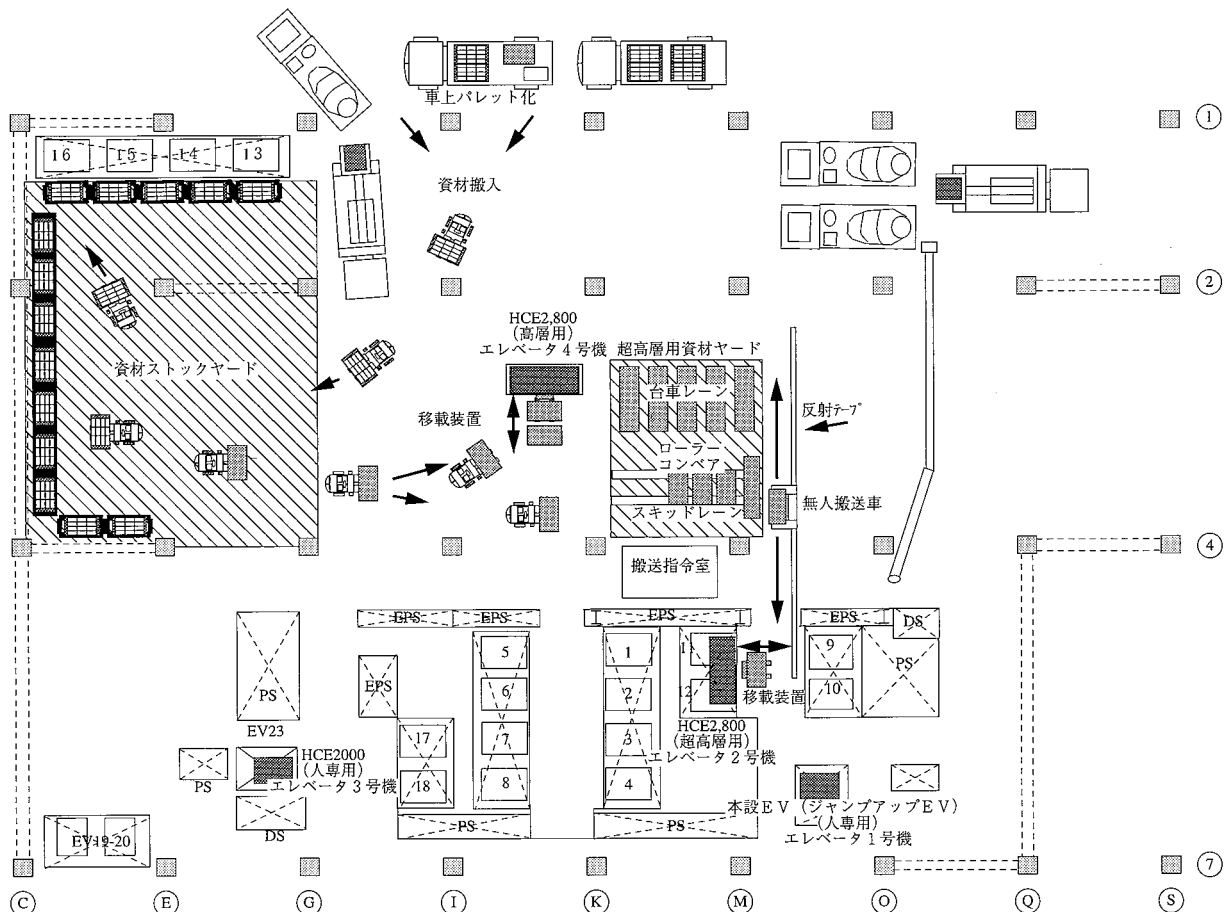 車上パレット化
1
16
15
14
13
資材搬入
2
HCE2,800
(高層用)
エレベータ4号機
超高層用資材ヤード
資材ストックヤード
台車レーン
反射テープ
移載装置
ローラー
コンベア
スキッドレーン
無人搬送車
4
搬送指令室
EPS
EPS
EPS
EPS
DS
5
1
11
9
PS
EPS
6
2
12
10
移載装置
PS
EV23
HCE2,800
(超高層用)
エレベータ2号機
17
7
3
HCE2000
(人専用)
エレベータ3号機
PS
18
8
4
本設EV(ジャンプアップEV)
(人専用)
エレベータ1号機
DS
PS
PS
EV19-20
7
C
E
G
I
K
M
O
Q
S